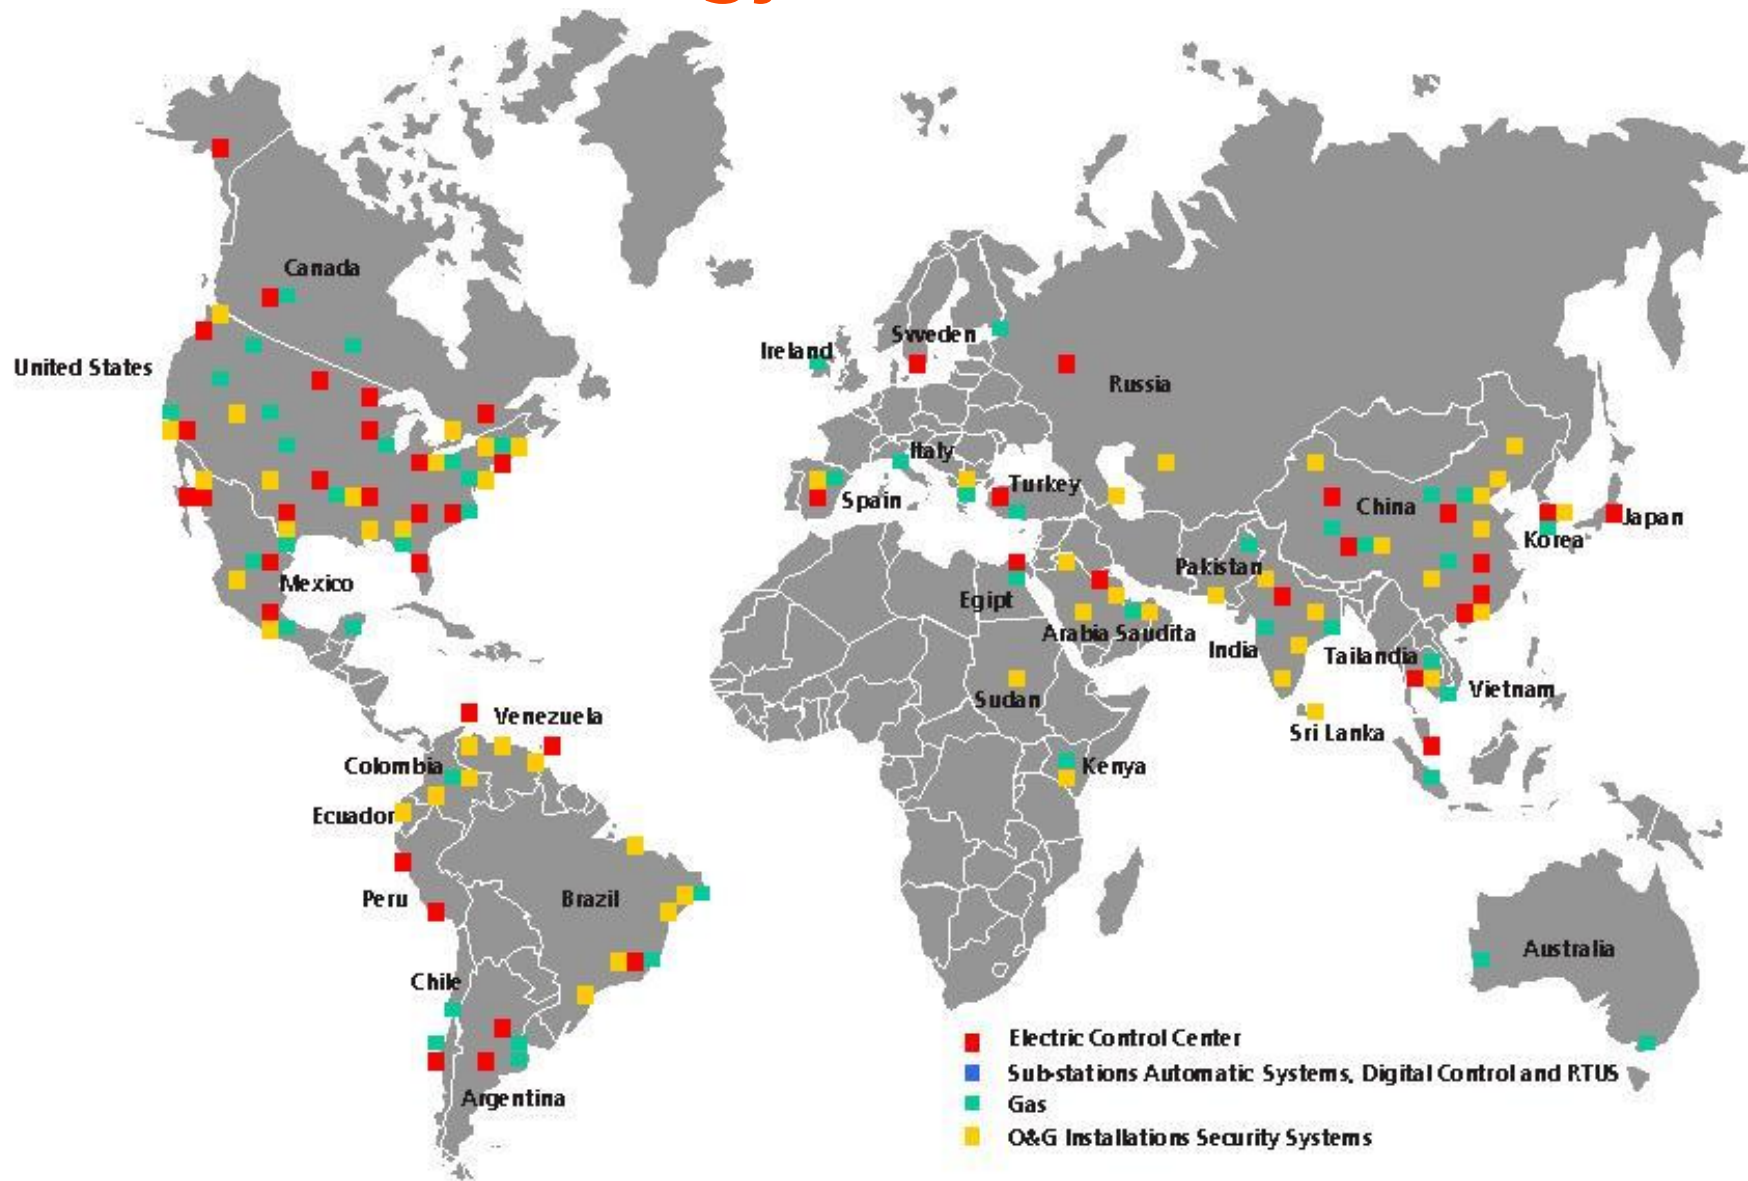 Canada
United States
Ireland
Svveden
Russia
Italy
Spain
Turkey
China
Japan
Korea
Mexico
Egipt
Pakistan
Arabia Saudita
India
Tailandia
Vietnam
Sudan
Sri Lanka
Venezuela
Colombia
Kenya
Ecuador
Peru
Brazil
Chile
Australia
Argentina
Electric Control Center
Sub-stations Automatic Systems, Digital Control and RTUS
Gas
O&G Installations Security Systems